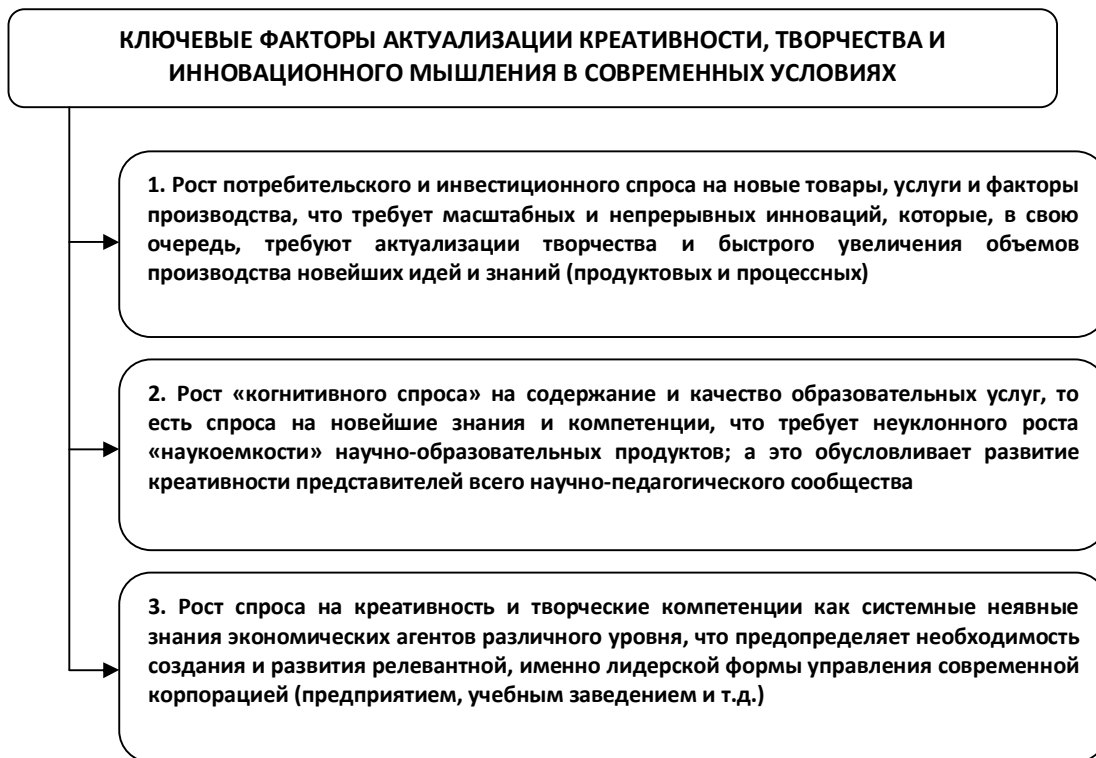 КЛЮЧЕВЫЕ ФАКТОРЫ АКТУАЛИЗАЦИИ КРЕАТИВНОСТИ, ТВОРЧЕСТВА И
ИННОВАЦИОННОГО МЫШЛЕНИЯ В СОВРЕМЕННЫХ УСЛОВИЯХ
1. Рост потребительского и инвестиционного спроса на новые товары, услуги и факторы
производства, что требует масштабных и непрерывных инноваций, которые, в свою
очередь, требуют актуализации творчества и быстрого увеличения объемов
производства новейших идей и знаний (продуктовых и процессных)
2. Рост «когнитивного спроса» на содержание и качество образовательных услуг, то
есть спроса на новейшие знания и компетенции, что требует неуклонного роста
«наукоемкости» научно-образовательных продуктов; а это обусловливает развитие
креативности представителей всего научно-педагогического сообщества
3. Рост спроса на креативность и творческие компетенции как системные неявные
знания экономических агентов различного уровня, что предопределяет необходимость
создания и развития релевантной, именно лидерской формы управления современной
корпорацией (предприятием, учебным заведением и т.д.)